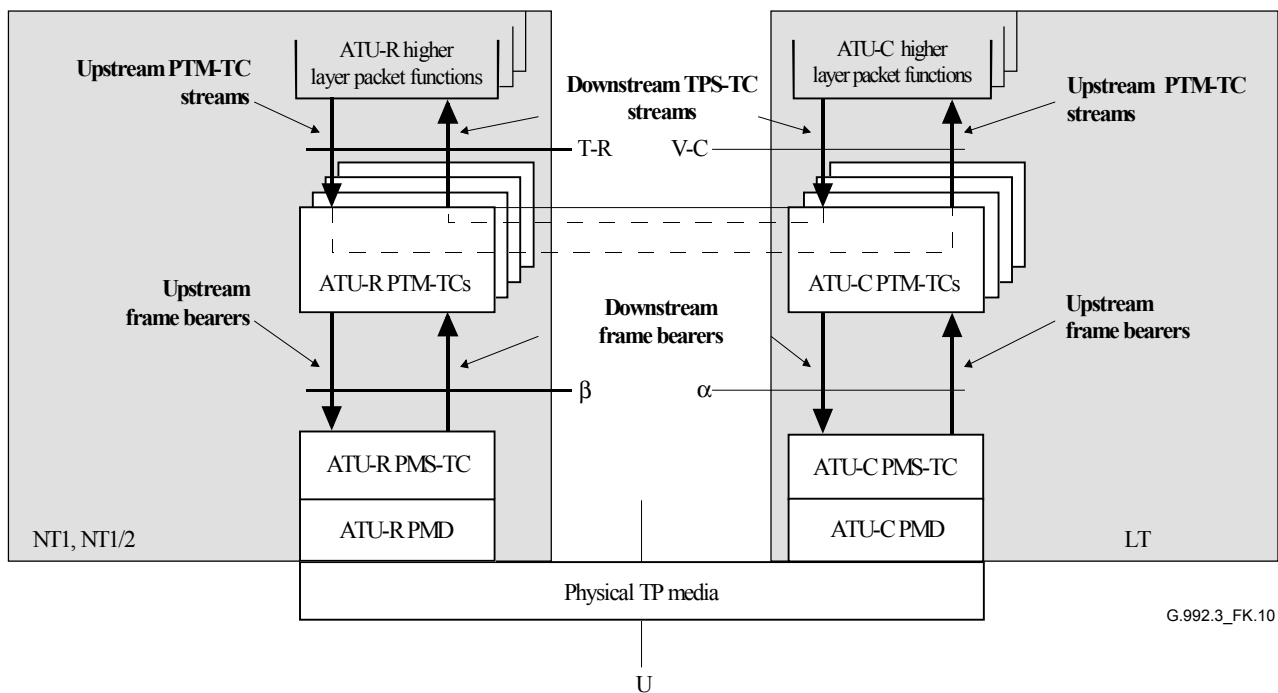 ATU-R higher
layer packet functions
ATU-C higher
layer packet functions
Upstream PTM-TC
streams
Downstream TPS-TC
streams
Upstream PTM-TC
streams
T-R
V-C
ATU-R PTM-TCs
ATU-C PTM-TCs
Upstream
frame bearers
Downstream
frame bearers
Upstream
frame bearers
β
α
ATU-R PMS-TC
ATU-C PMS-TC
ATU-R PMD
ATU-C PMD
NT1, NT1/2
LT
Physical TP media
G.992.3_FK.10
U